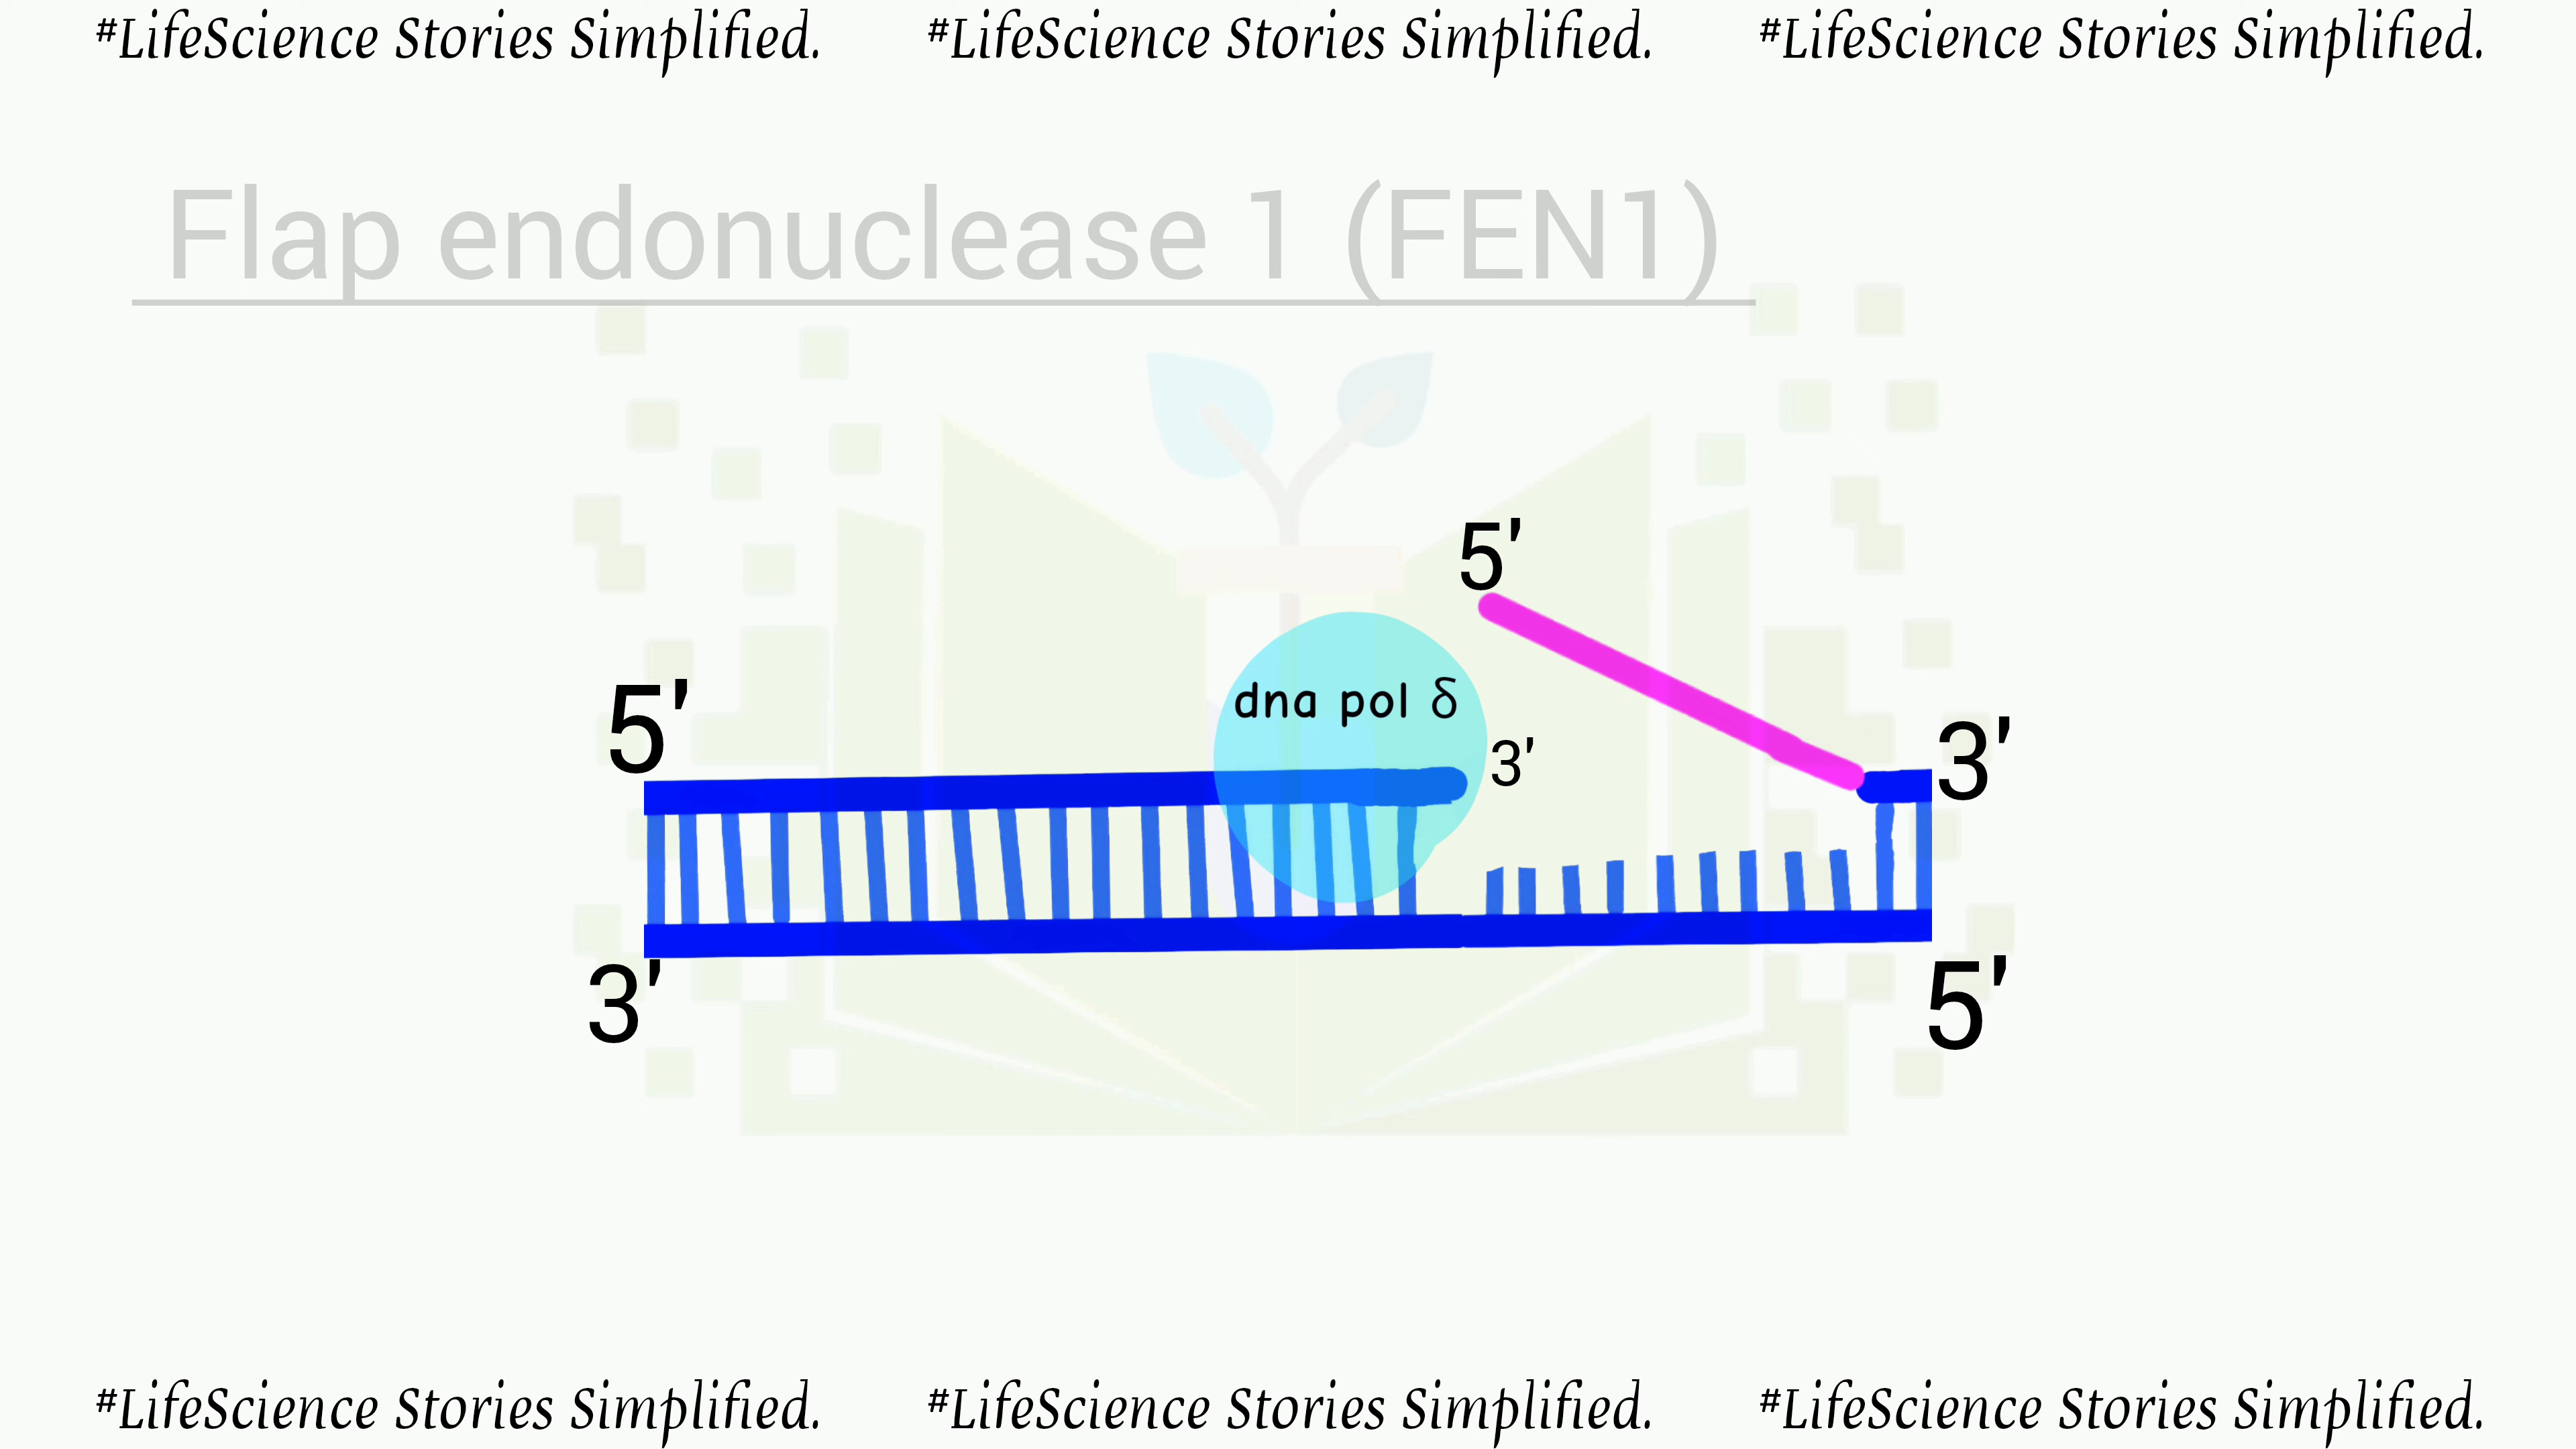 #LifeScience Stories Simplified. #LifeScience Stories Simplified. #LifeScience Stories Simplified.
Flap endonuclease 1 (FEN1)
5'
5'
dna pol δ
3'
3'
3'
5'
#LifeScience Stories Simplified. #LifeScience Stories Simplified. #LifeScience Stories Simplified.